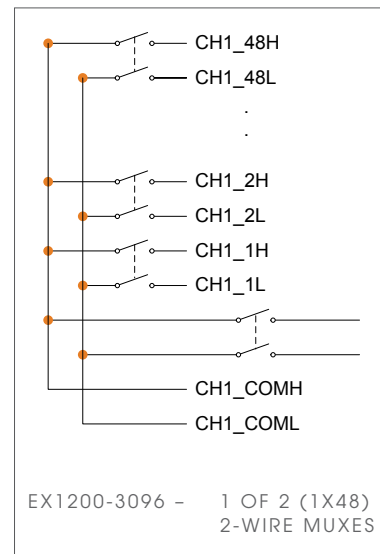 CH1_48H
CH1_48L
.
.
CH1_2H
CH1_2L
CH1_1H
CH1_1L
CH1_COMH
CH1_COML
EX1200-3096 – 1 OF 2 (1X48)
2-WIRE MUXES